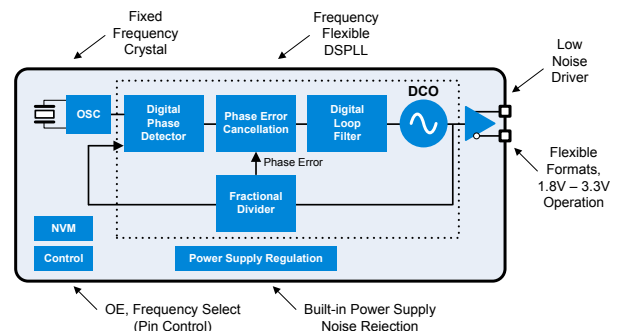 Fixed
Frequency
Crystal
Frequency
Flexible
DSPLL
Low
Noise
Driver
OSC
Digital
Phase
Detector
Phase Error
Cancellation
Digital
Loop
Filter
DCO
Phase Error
Fractional
Divider
Flexible
Formats,
1.8V – 3.3V
Operation
NVM
Control
Power Supply Regulation
OE, Frequency Select
(Pin Control)
Built-in Power Supply
Noise Rejection